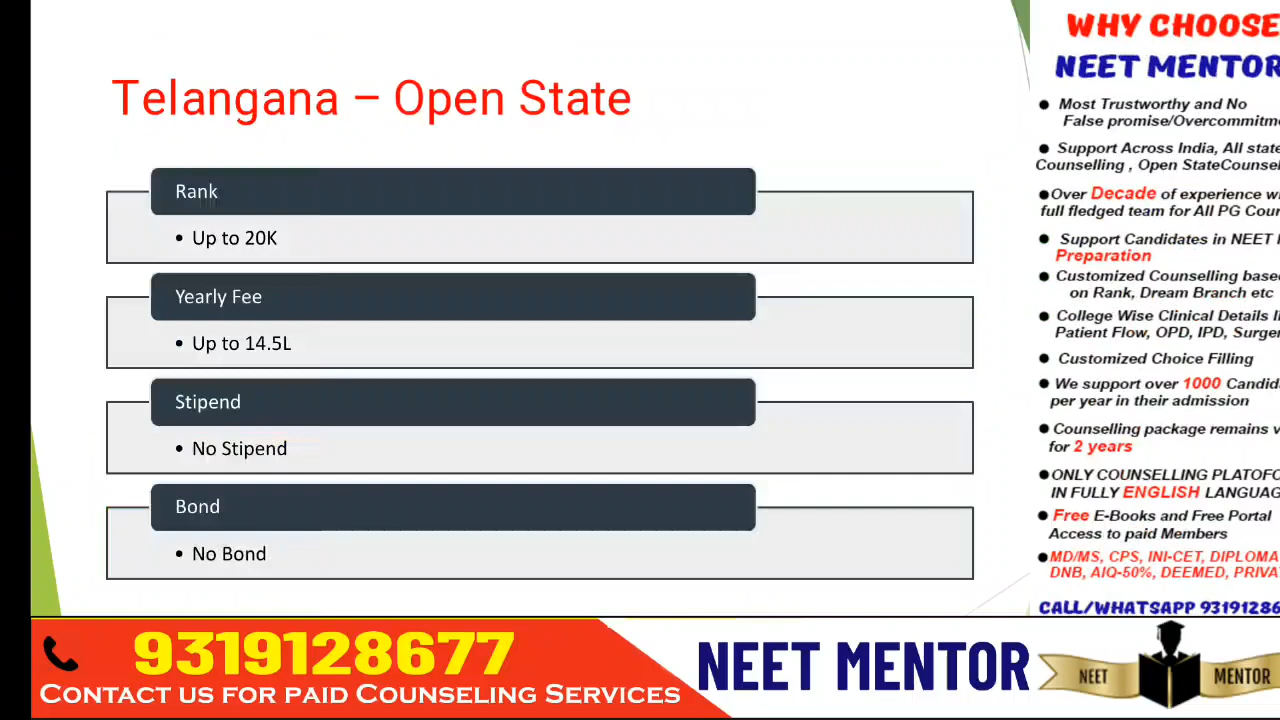 Telangana – Open State
Rank
• Up to 20K
Yearly Fee
• Up to 14.5L
Stipend
• No Stipend
Bond
• No Bond
WHY CHOOSE
NEET MENTOR
● Most Trustworthy and No
False promise/Overcommitm
● Support Across India, All state
Counselling , Open StateCounsel
●Over Decade of experience wi
full fledged team for All PG Coun
● Support Candidates in NEET
Preparation
● Customized Counselling base
on Rank, Dream Branch etc
● College Wise Clinical Details
Patient Flow, OPD, IPD, Surger
● Customized Choice Filling
● We support over 1000 Candid
per year in their admission
● Counselling package remains v
for 2 years
●ONLY COUNSELLING PLATOFO
IN FULLY ENGLISH LANGUAG
● Free E-Books and Free Portal
Access to paid Members
●MD/MS, CPS, INI-CET, DIPLOMA
DNB, AIQ-50%, DEEMED, PRIVA
CALL/WHATSAPP 93191286
9319128677
CONTACT US FOR PAID COUNSELING SERVICES
NEET MENTOR
NEET MENTOR